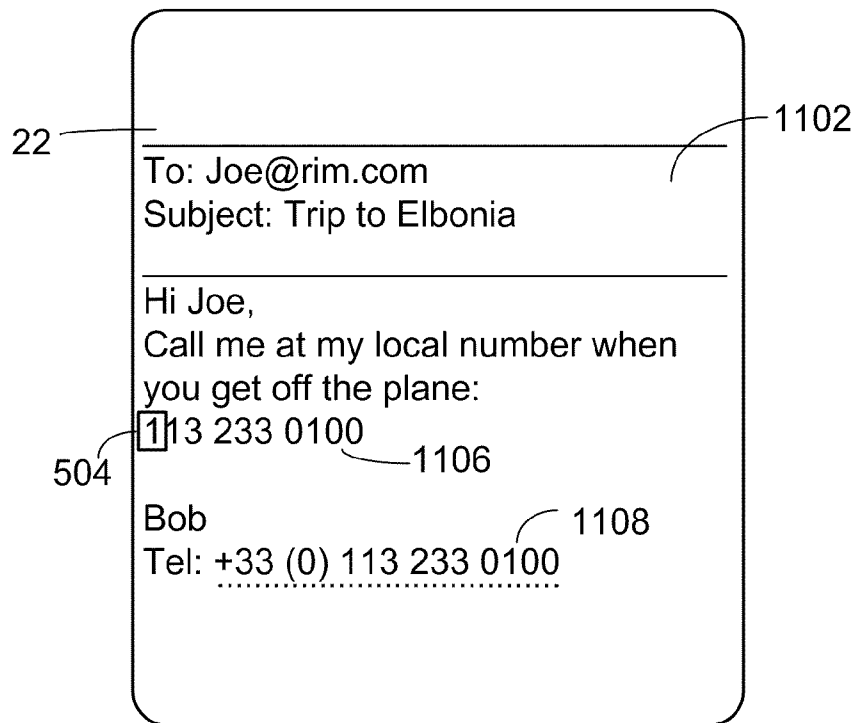 22
1102
To: Joe@rim.com
Subject: Trip to Elbonia
Hi Joe,
Call me at my local number when
you get off the plane:
113 233 0100
504
1106
Bob
1108
Tel: +33 (0) 113 233 0100